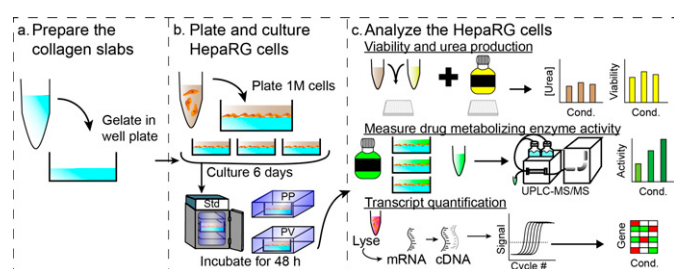 a. Prepare the
collagen slabs
Gelate in
well plate
b. Plate and culture
HepaRG cells
Plate 1M cells
Culture 6 days
Std
PP
PV
Incubate for 48 h
c. Analyze the HepaRG cells
Viability and urea production
[Urea]
Cond.
Viability
Cond.
Measure drug metabolizing enzyme activity
UPLC-MS/MS
Activity
Cond.
Transcript quantification
Lyse
mRNA
cDNA
Signal
Cycle #
Gene
Cond.